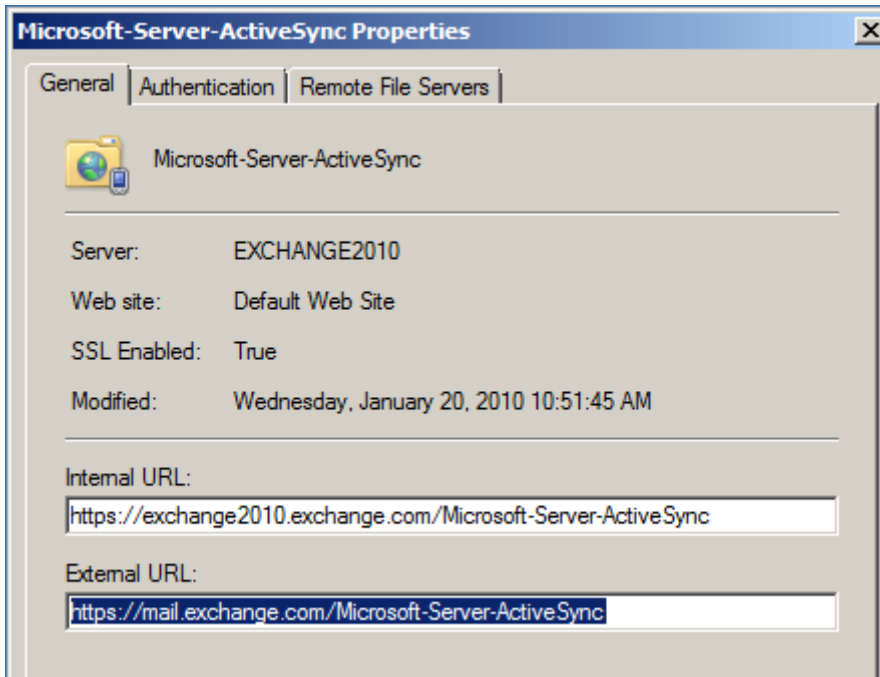 Microsoft-Server-ActiveSync Properties
General Authentication Remote File Servers
Microsoft-Server-ActiveSync
Server: EXCHANGE2010
Web site: Default Web Site
SSL Enabled: True
Modified: Wednesday, January 20, 2010 10:51:45 AM
Internal URL:
https://exchange2010.exchange.com/Microsoft-Server-ActiveSync
External URL:
https://mail.exchange.com/Microsoft-Server-ActiveSync